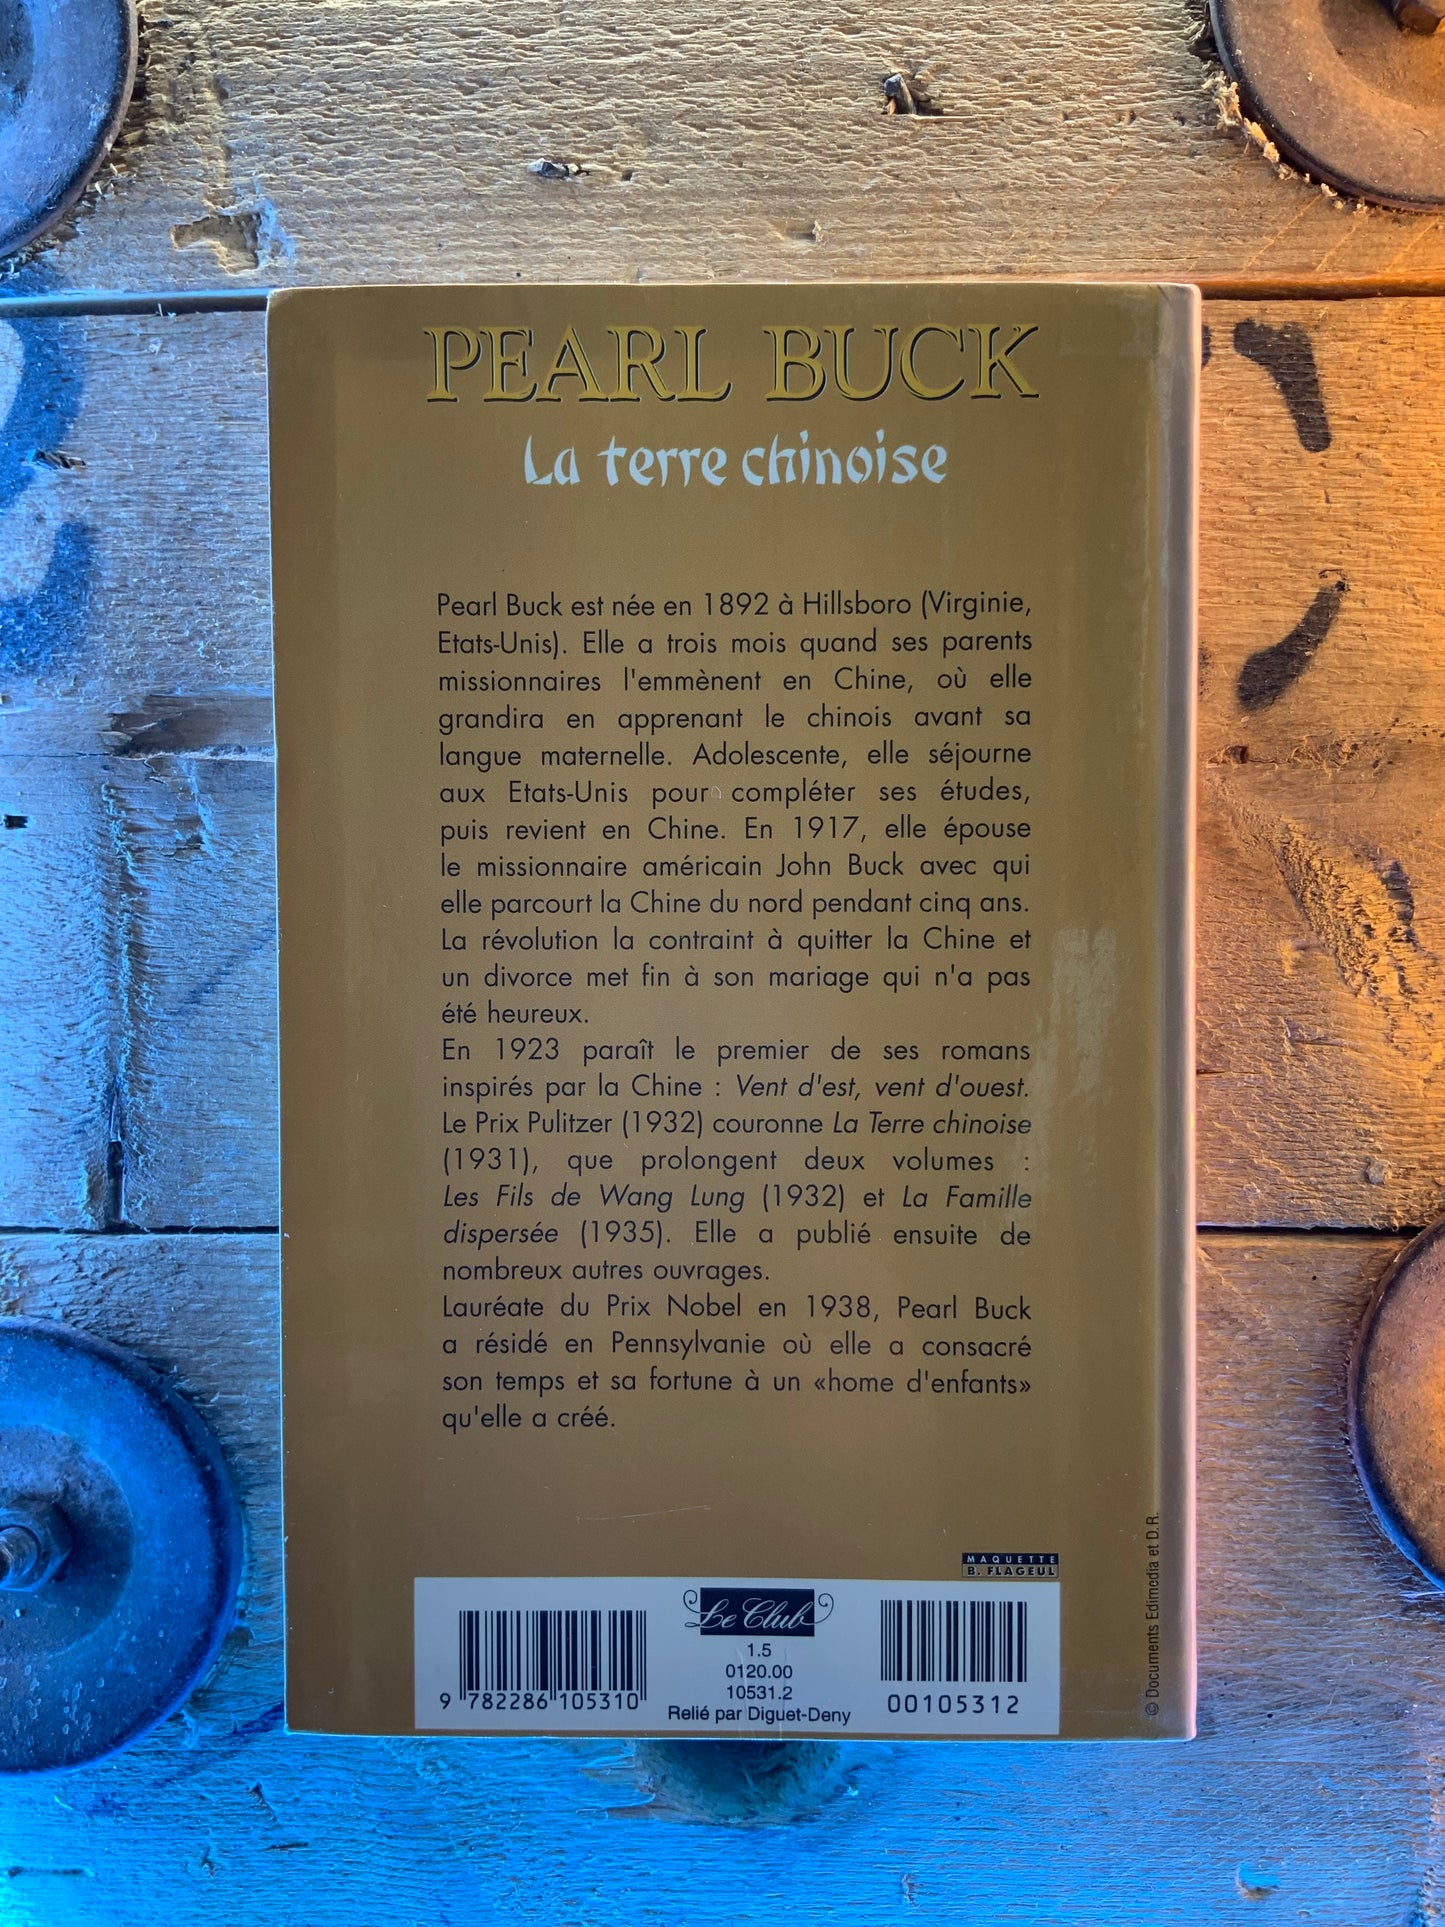 PEARL BUCK
La terre chinoise
Pearl Buck est née en 1892 à Hillsboro (Virginie,
Etats-Unis). Elle a trois mois quand ses parents
missionnaires l'emmènent en Chine, où elle
grandira en apprenant le chinois avant sa
langue maternelle. Adolescente, elle séjourne
aux Etats-Unis pour compléter ses études,
puis revient en Chine. En 1917, elle épouse
le missionnaire américain John Buck avec qui
elle parcourt la Chine du nord pendant cinq ans.
La révolution la contraint à quitter la Chine et
un divorce met fin à son mariage qui n'a pas
été heureux.
En 1923 paraît le premier de ses romans
inspirés par la Chine : Vent d'est, vent d'ouest.
Le Prix Pulitzer (1932) couronne La Terre chinoise
(1931), que prolongent deux volumes :
Les Fils de Wang Lung (1932) et La Famille
dispersée (1935). Elle a publié ensuite de
nombreux autres ouvrages.
Lauréate du Prix Nobel en 1938, Pearl Buck
a résidé en Pennsylvanie où elle a consacré
son temps et sa fortune à un «home d'enfants»
qu'elle a créé.
MAQUETTE
B. FLAGEUL
© Documents Edimedia et D.R.
Le Club
1.5
0120.00
10531.2
Relié par Diguet-Deny
9 782286 105310
00105312